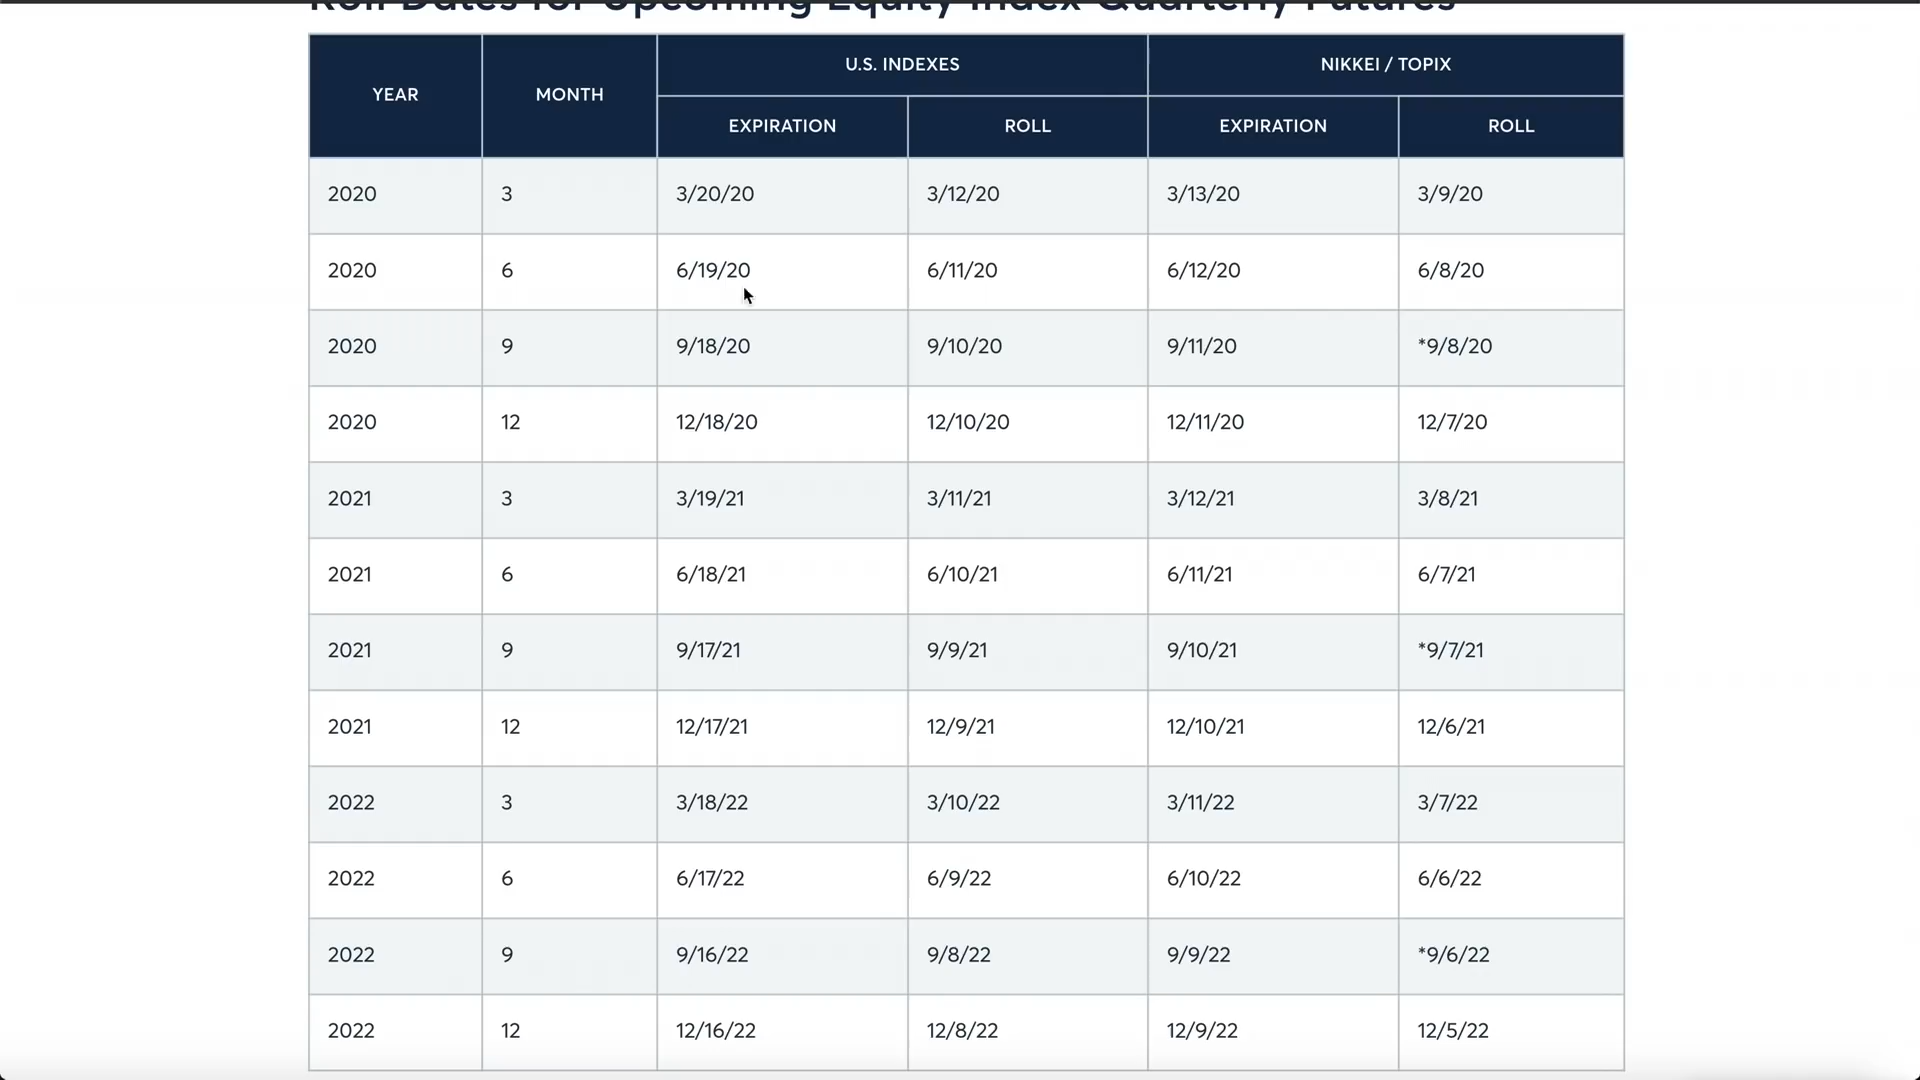 Roll Dates for Upcoming Equity Index Quarterly Futures
YEAR MONTH U.S. INDEXES NIKKEI / TOPIX
EXPIRATION ROLL EXPIRATION ROLL
2020 3 3/20/20 3/12/20 3/13/20 3/9/20
2020 6 6/19/20 6/11/20 6/12/20 6/8/20
2020 9 9/18/20 9/10/20 9/11/20 *9/8/20
2020 12 12/18/20 12/10/20 12/11/20 12/7/20
2021 3 3/19/21 3/11/21 3/12/21 3/8/21
2021 6 6/18/21 6/10/21 6/11/21 6/7/21
2021 9 9/17/21 9/9/21 9/10/21 *9/7/21
2021 12 12/17/21 12/9/21 12/10/21 12/6/21
2022 3 3/18/22 3/10/22 3/11/22 3/7/22
2022 6 6/17/22 6/9/22 6/10/22 6/6/22
2022 9 9/16/22 9/8/22 9/9/22 *9/6/22
2022 12 12/16/22 12/8/22 12/9/22 12/5/22